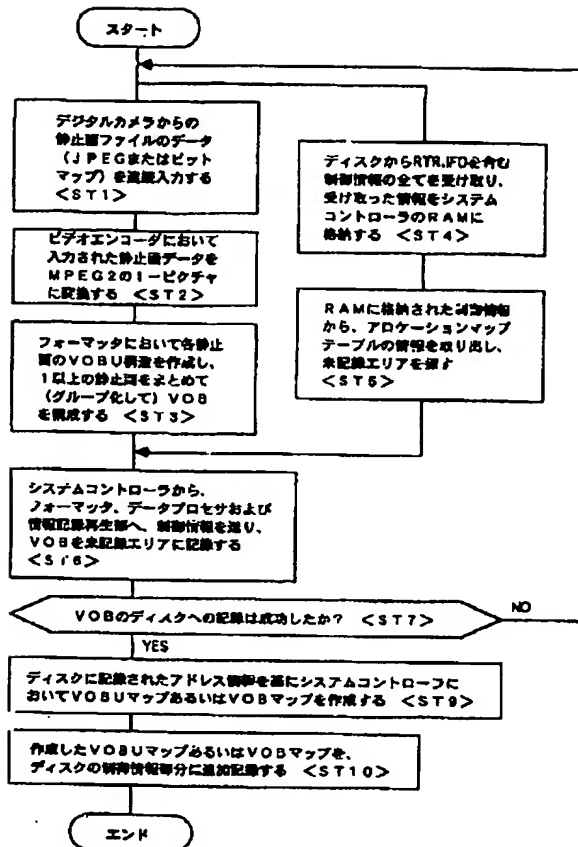 スタート
デジタルカメラからの
静止画ファイルのデータ
(JPEGまたはビット
マップ)を連続入力する
<ST1>
ビデオエンコーダにおいて
入力された静止画データを
MPEG2の1-ピクチャ
に変換する <ST2>
フォーマッタにおいて各静止
画のVOBU構造を作成し、
1以上の静止画をまとめて
(グループ化して)VOB
を構成する <ST3>
ディスクからRTR.IFOを含む
制御情報の全てを受け取り、
受け取った情報をシステム
コントローラのRAMに
格納する <ST4>
RAMに格納された制御情報
から、アロケーションマップ
テーブルの情報を取り出し、
未記録エリアを探す
<ST5>
システムコントローラから、
フォーマッタ、データプロセサおよび
情報記録再生部へ、制御情報を送り、
VOBを未記録エリアに記録する
<ST6>
VOBのディスクへの記録は成功したか? <ST7>
NO
YES
ディスクに記録されたアドレス情報を基にシステムコントローラに
おいてVOBUマップあるいはVOBマップを作成する <ST9>
作成したVOBUマップあるいはVOBマップを、
ディスクの制御情報部分に追加記録する <ST10>
エンド